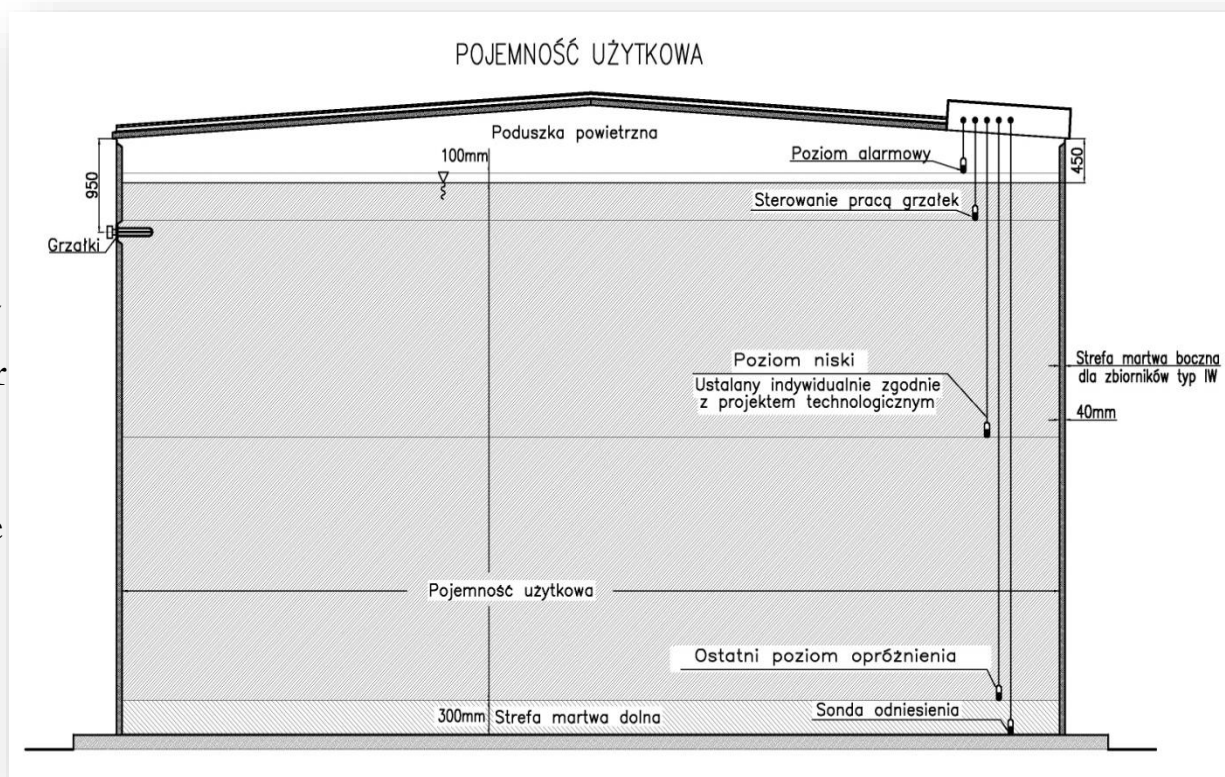 POJEMNOŚĆ UŻYTKOWA
Poduszka powietrzna
100mm
Poziom alarmowy
450
950
Sterowanie pracą grzałek
Grzałki
Poziom niski
Ustalany indywidualnie zgodnie
z projektem technologicznym
Strefa martwa boczna
dla zbiorników typ IW
40mm
Pojemność użytkowa
Ostatni poziom opróżnienia
300mm Strefa martwa dolna
Sonda odniesienia